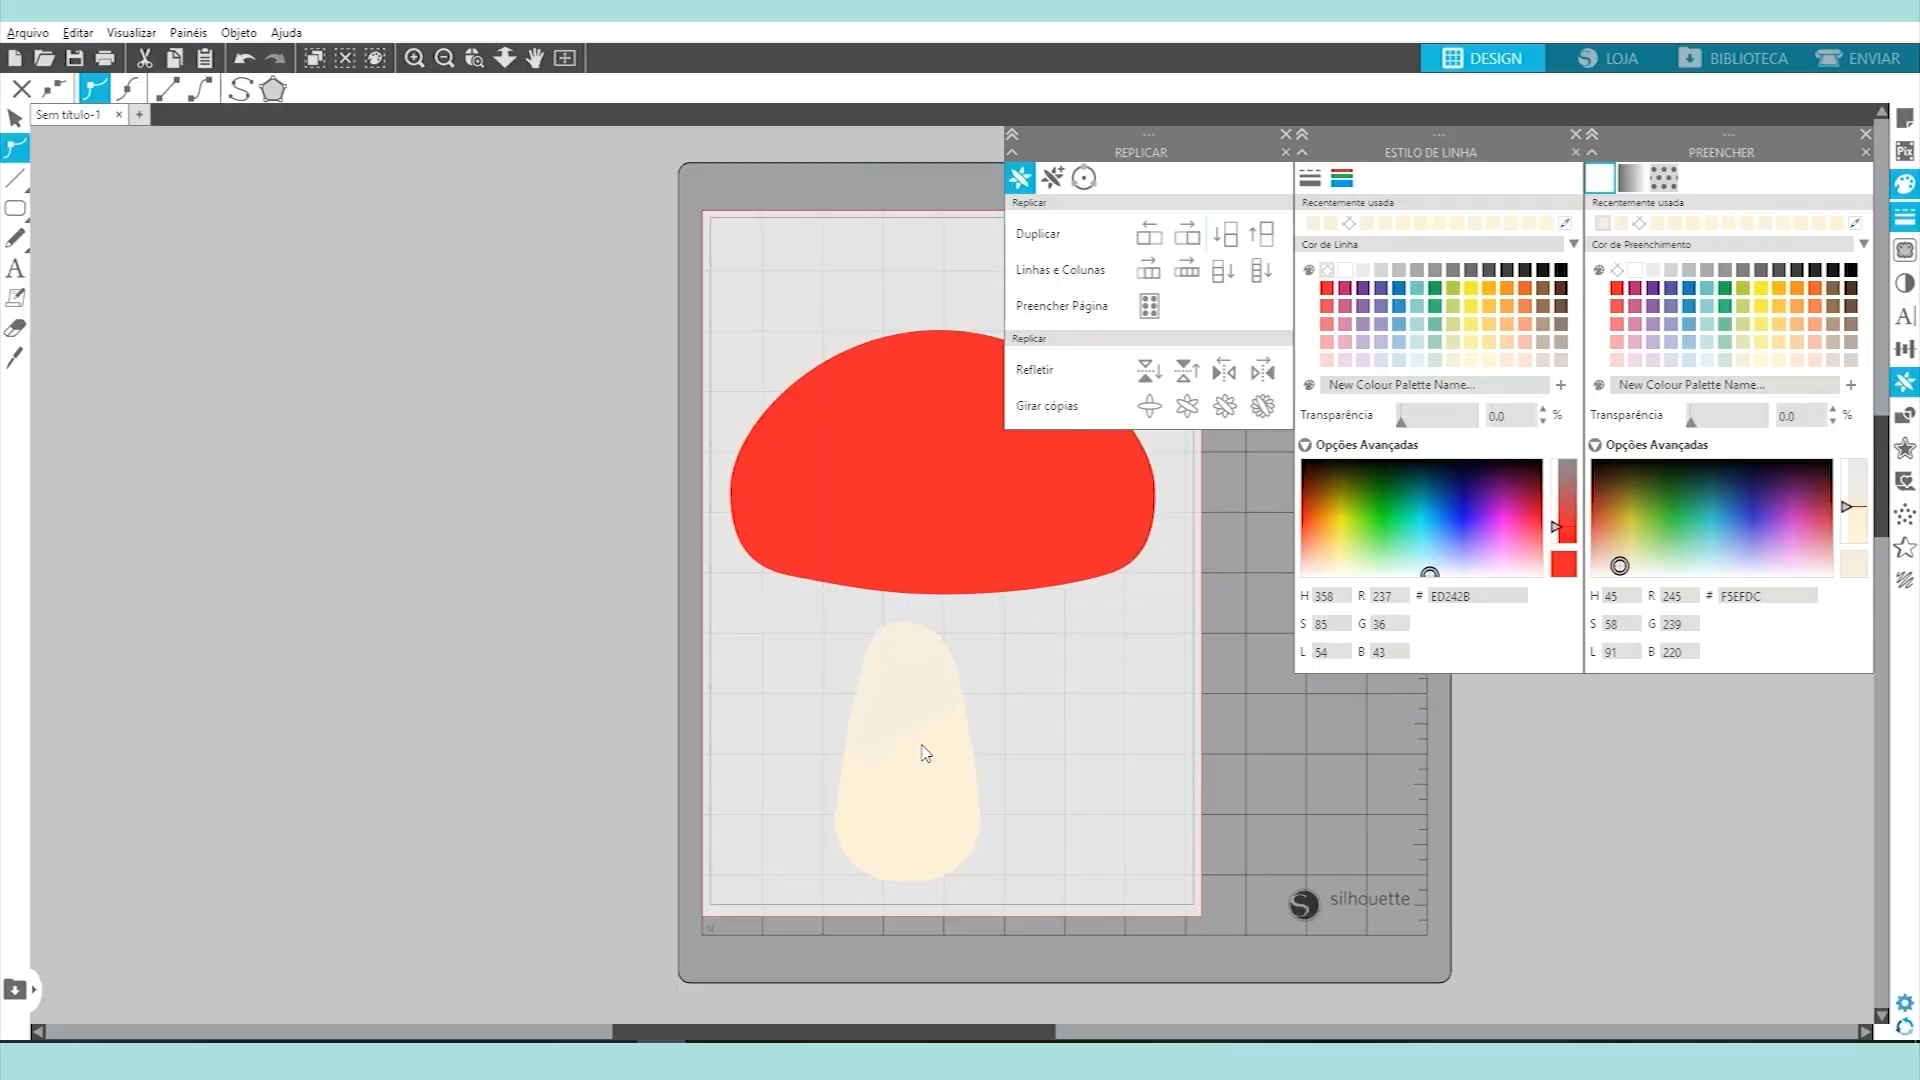 Arquivo Editar Visualizar Painéis Objeto Ajuda
DESIGN LOJA BIBLIOTECA ENVIAR
Sem título-1
REPLICAR ESTILO DE LINHA PREENCHER
Replicar Recentemente usada Recentemente usada
Duplicar
Cor de Linha Cor de Preenchimento
Linhas e Colunas
Preencher Página
Replicar
Refletir
New Colour Palette Name... New Colour Palette Name...
Girar cópias
Transparência 0.0 % Transparência 0.0 %
Opções Avançadas Opções Avançadas
H 358 R 237 # ED242B H 45 R 245 # F5EFDC
S 85 G 36 S 58 G 239
L 54 B 43 L 91 B 220
silhouette
12